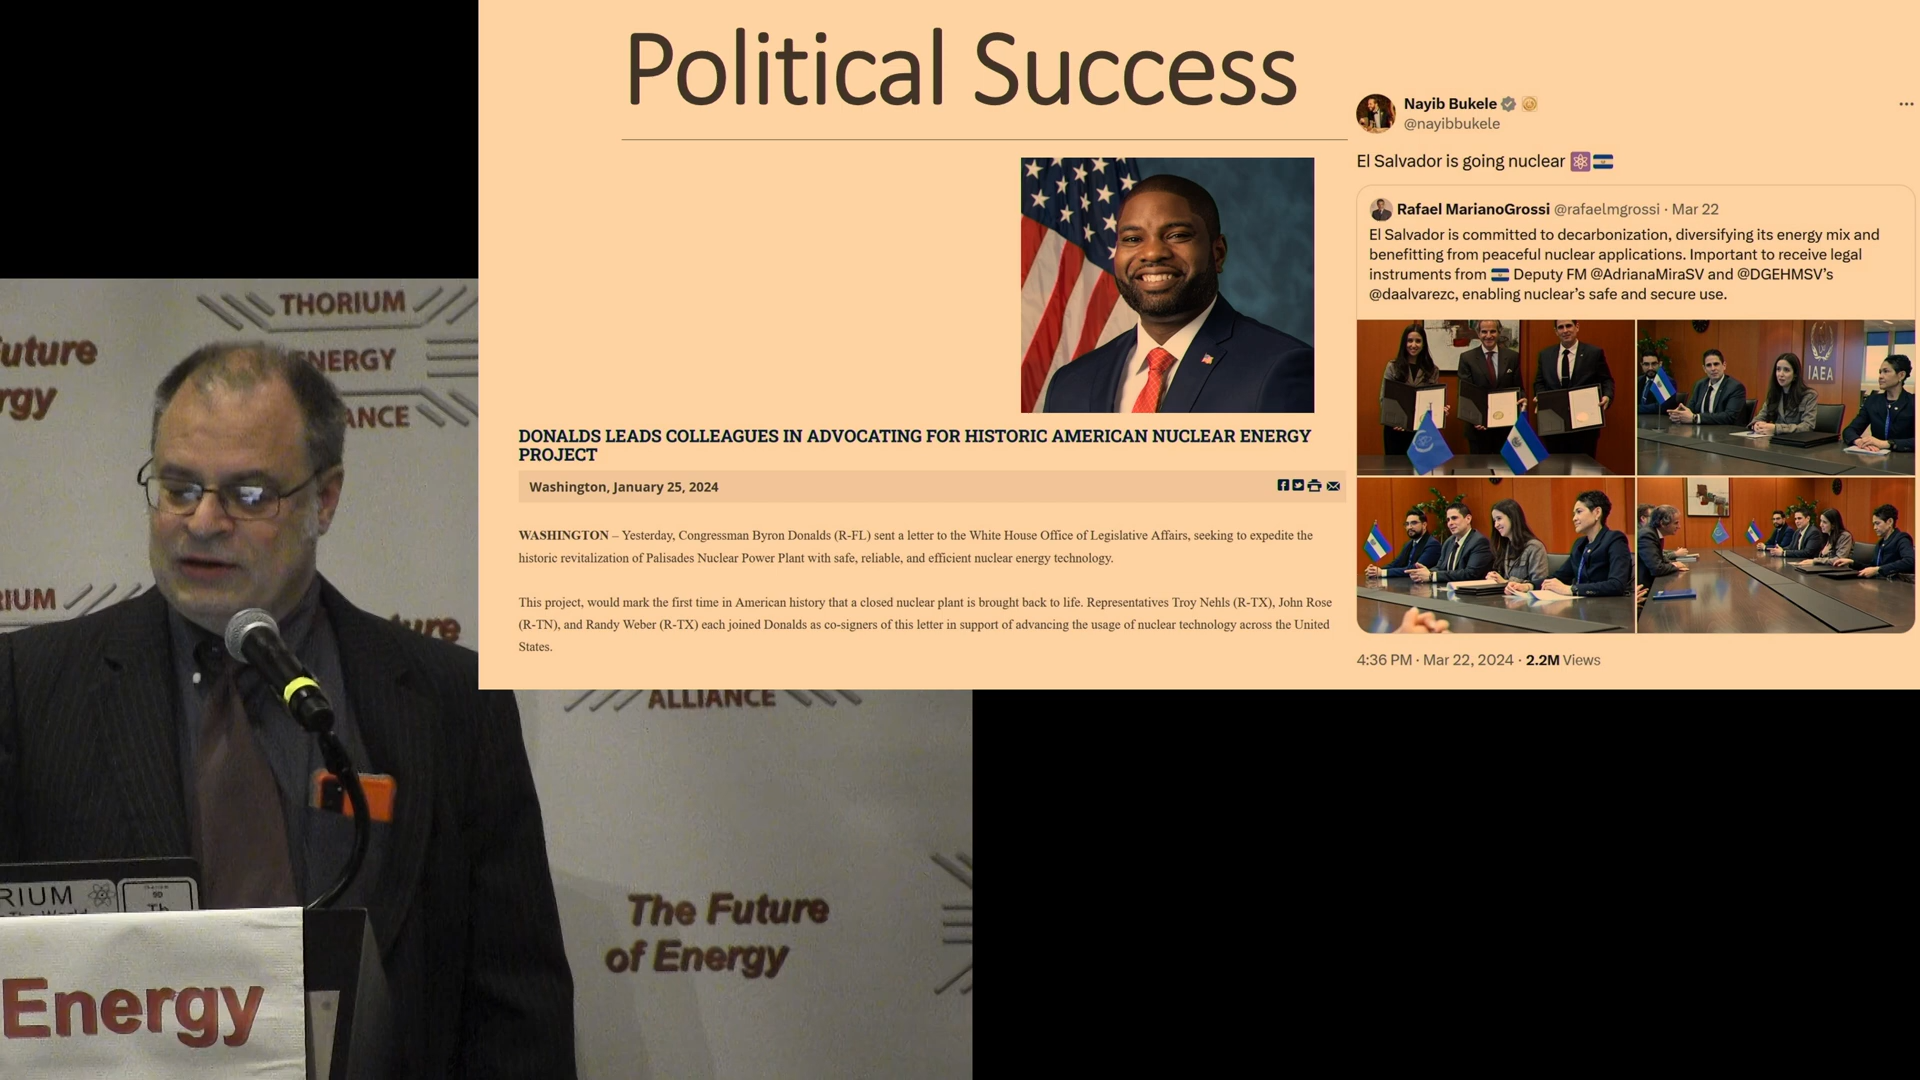 Political Success
DONALDS LEADS COLLEAGUES IN ADVOCATING FOR HISTORIC AMERICAN NUCLEAR ENERGY
PROJECT
Washington, January 25, 2024
WASHINGTON – Yesterday, Congressman Byron Donalds (R-FL) sent a letter to the White House Office of Legislative Affairs, seeking to expedite the
historic revitalization of Palisades Nuclear Power Plant with safe, reliable, and efficient nuclear energy technology.
This project, would mark the first time in American history that a closed nuclear plant is brought back to life. Representatives Troy Nehls (R-TX), John Rose
(R-TN), and Randy Weber (R-TX) each joined Donalds as co-signers of this letter in support of advancing the usage of nuclear technology across the United
States.
Nayib Bukele
@nayibbukele
El Salvador is going nuclear ⚛️🇸🇻
Rafael MarianoGrossi @rafaelmgrossi · Mar 22
El Salvador is committed to decarbonization, diversifying its energy mix and
benefitting from peaceful nuclear applications. Important to receive legal
instruments from 🇸🇻 Deputy FM @AdrianaMiraSV and @DGEHMSV's
@daalvarezc, enabling nuclear's safe and secure use.
IAEA
4:36 PM · Mar 22, 2024 · 2.2M Views
THORIUM
ENERGY
ANCE
uture
rgy
RIUM
ure
ALLIANCE
The Future
of Energy
RIUM
Th
Energy